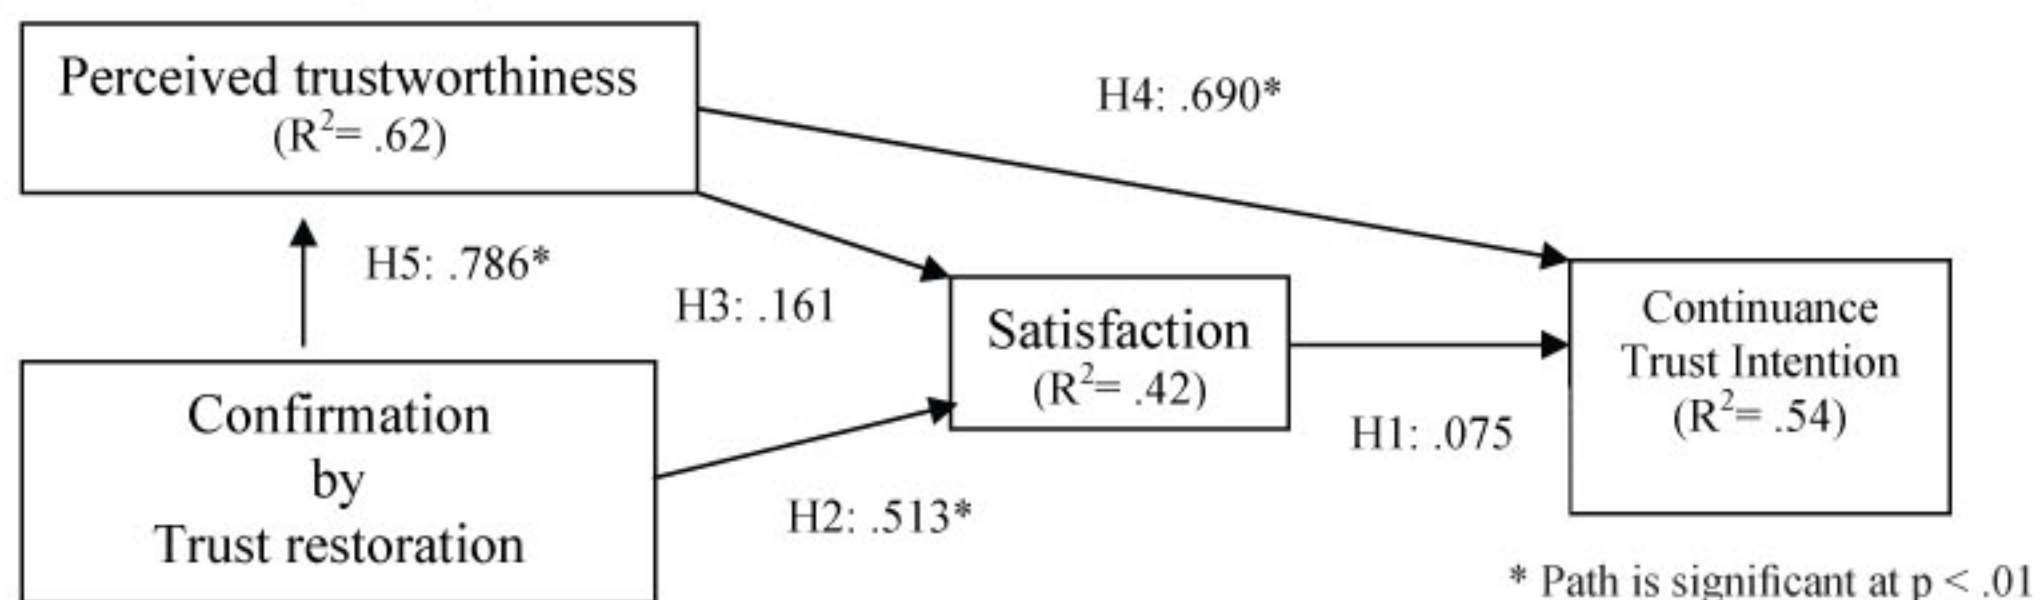 Perceived trustworthiness
(R²= .62)
H4: .690*
H5: .786*
H3: .161
Satisfaction
(R²= .42)
Continuance
Trust Intention
(R²= .54)
H1: .075
Confirmation
by
Trust restoration
H2: .513*
* Path is significant at p < .01